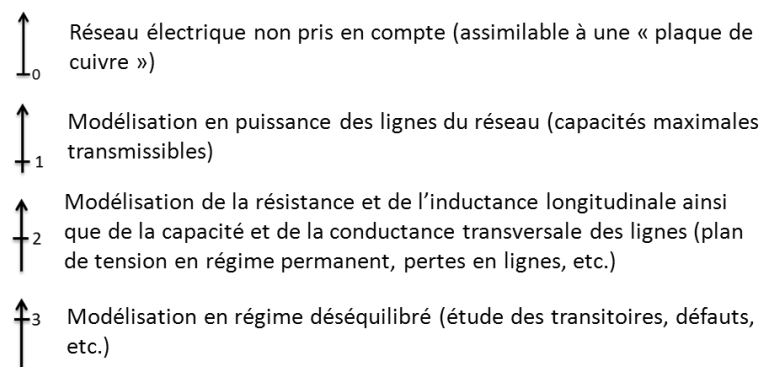 Réseau électrique non pris en compte (assimilable à une « plaque de
0 cuivre »)
Modélisation en puissance des lignes du réseau (capacités maximales
1 transmissibles)
Modélisation de la résistance et de l’inductance longitudinale ainsi
2 que de la capacité et de la conductance transversale des lignes (plan
de tension en régime permanent, pertes en lignes, etc.)
3 Modélisation en régime déséquilibré (étude des transitoires, défauts,
etc.)